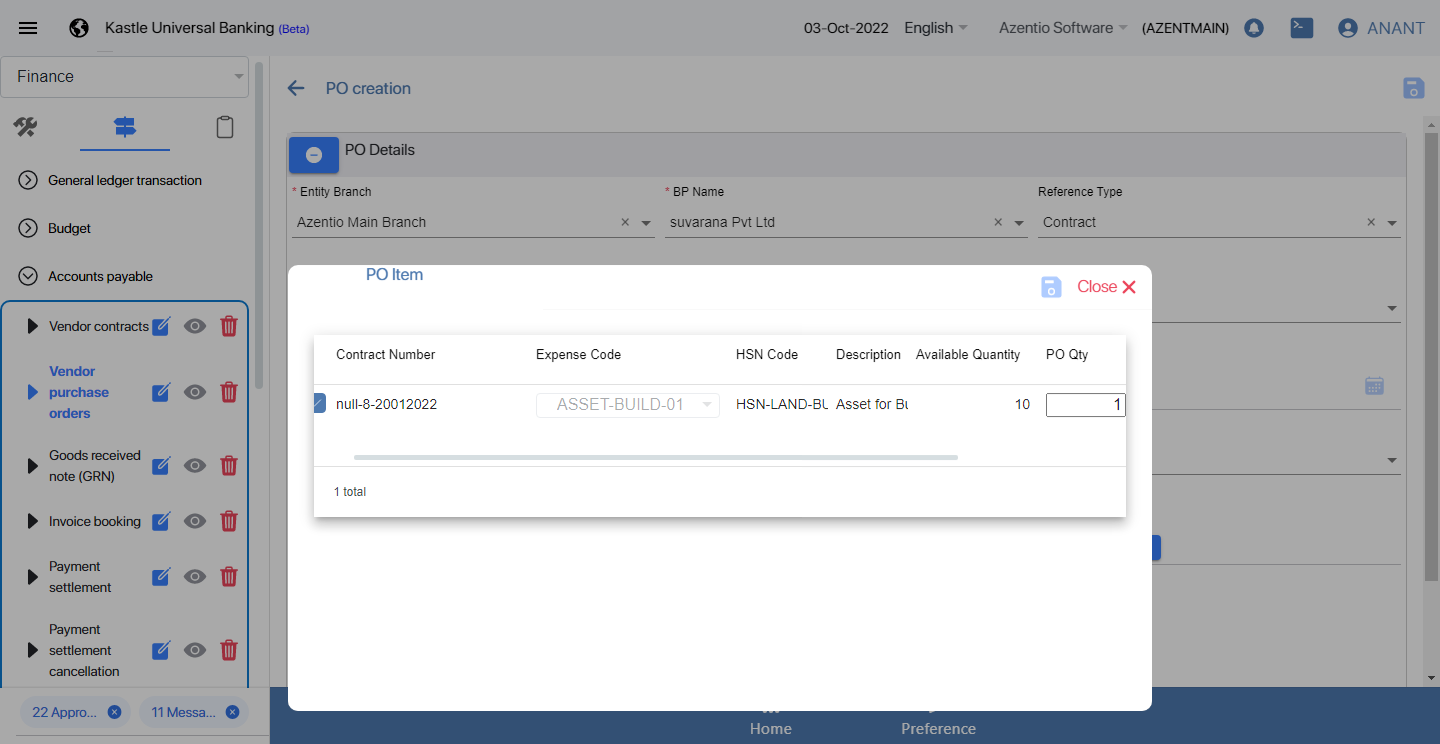 Kastle Universal Banking (Beta)
03-Oct-2022 English Azentio Software (AZENTMAIN) ANANT
Finance
General ledger transaction
Budget
Accounts payable
Vendor contracts
Vendor
purchase
orders
Goods received
note (GRN)
Invoice booking
Payment
settlement
Payment
settlement
cancellation
22 Appro...
11 Messa...
PO creation
PO Details
* Entity Branch
* BP Name
Reference Type
Azentio Main Branch ×
suvarana Pvt Ltd ×
Contract ×
PO Item
Close
Contract Number Expense Code HSN Code Description Available Quantity PO Qty
null-8-20012022 ASSET-BUILD-01 HSN-LAND-BU Asset for Bu 10 1
1 total
Home
Preference